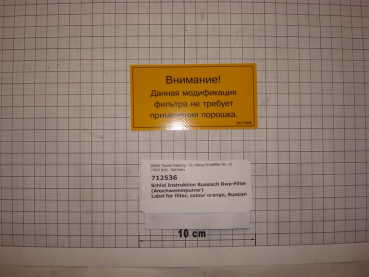 Внимание!
Данная модификация
фильтра не требует
применения порошка.
712536
Schild Instruktion Russisch Bwp-Filter
(Anschwemmpulver)
Label for filter, colour orange, Russian
10 cm